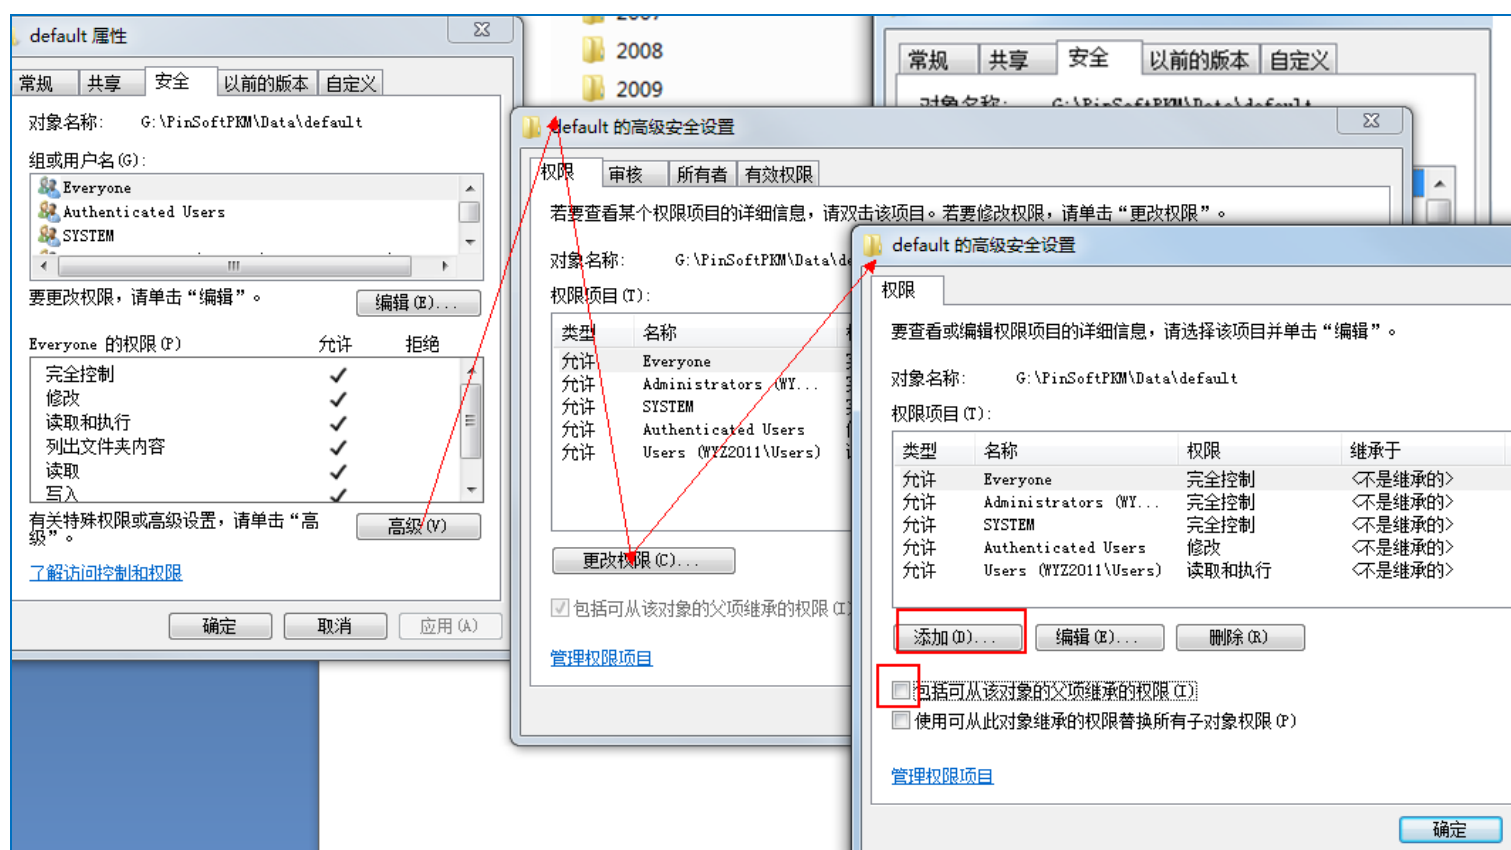 default 属性
常规 共享 安全 以前的版本 自定义
对象名称: G:\PinSoftPKM\Data\default
组或用户名(G):
Everyone
Authenticated Users
SYSTEM
要更改权限，请单击“编辑”。
编辑(E)...
Everyone 的权限(P) 允许 拒绝
完全控制
修改
读取和执行
列出文件夹内容
读取
写入
有关特殊权限或高级设置，请单击“高
级”。
高级(V)
了解访问控制和权限
确定 取消 应用(A)
2007
2008
2009
default 的高级安全设置
权限 审核 所有者 有效权限
若要查看某个权限项目的详细信息，请双击该项目。若要修改权限，请单击“更改权限”。
对象名称: G:\PinSoftPKM\Data\de
权限项目(T):
类型 名称
允许 Everyone
允许 Administrators (WY...
允许 SYSTEM
允许 Authenticated Users
允许 Users (WYZ2011\Users)
更改权限(C)...
包括可从该对象的父项继承的权限(I)
管理权限项目
常规 共享 安全 以前的版本 自定义
对象名称: G:\PinSoftPKM\Data\default
default 的高级安全设置
权限
要查看或编辑权限项目的详细信息，请选择该项目并单击“编辑”。
对象名称: G:\PinSoftPKM\Data\default
权限项目(T):
类型 名称 权限 继承于
允许 Everyone 完全控制 <不是继承的>
允许 Administrators (WY... 完全控制 <不是继承的>
允许 SYSTEM 完全控制 <不是继承的>
允许 Authenticated Users 修改 <不是继承的>
允许 Users (WYZ2011\Users) 读取和执行 <不是继承的>
添加(D)... 编辑(E)... 删除(R)
包括可从该对象的父项继承的权限(I)
使用可从此对象继承的权限替换所有子对象权限(P)
管理权限项目
确定